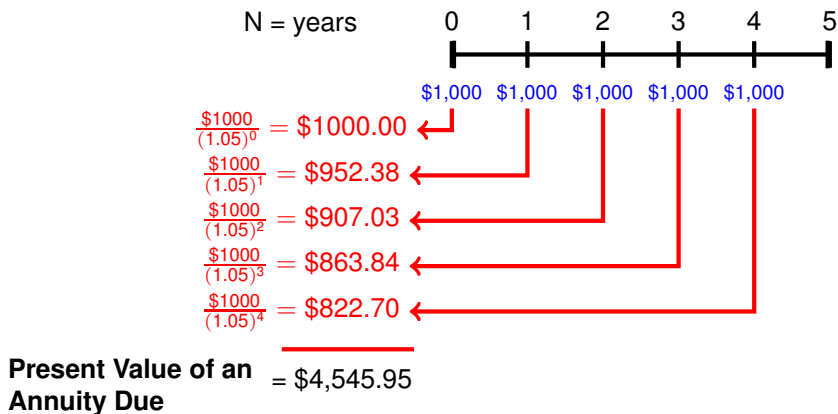 N = years 0 1 2 3 4 5
$1,000 $1,000 $1,000 $1,000 $1,000
$1000/(1.05)^0 = $1000.00
$1000/(1.05)^1 = $952.38
$1000/(1.05)^2 = $907.03
$1000/(1.05)^3 = $863.84
$1000/(1.05)^4 = $822.70
Present Value of an
Annuity Due
= $4,545.95